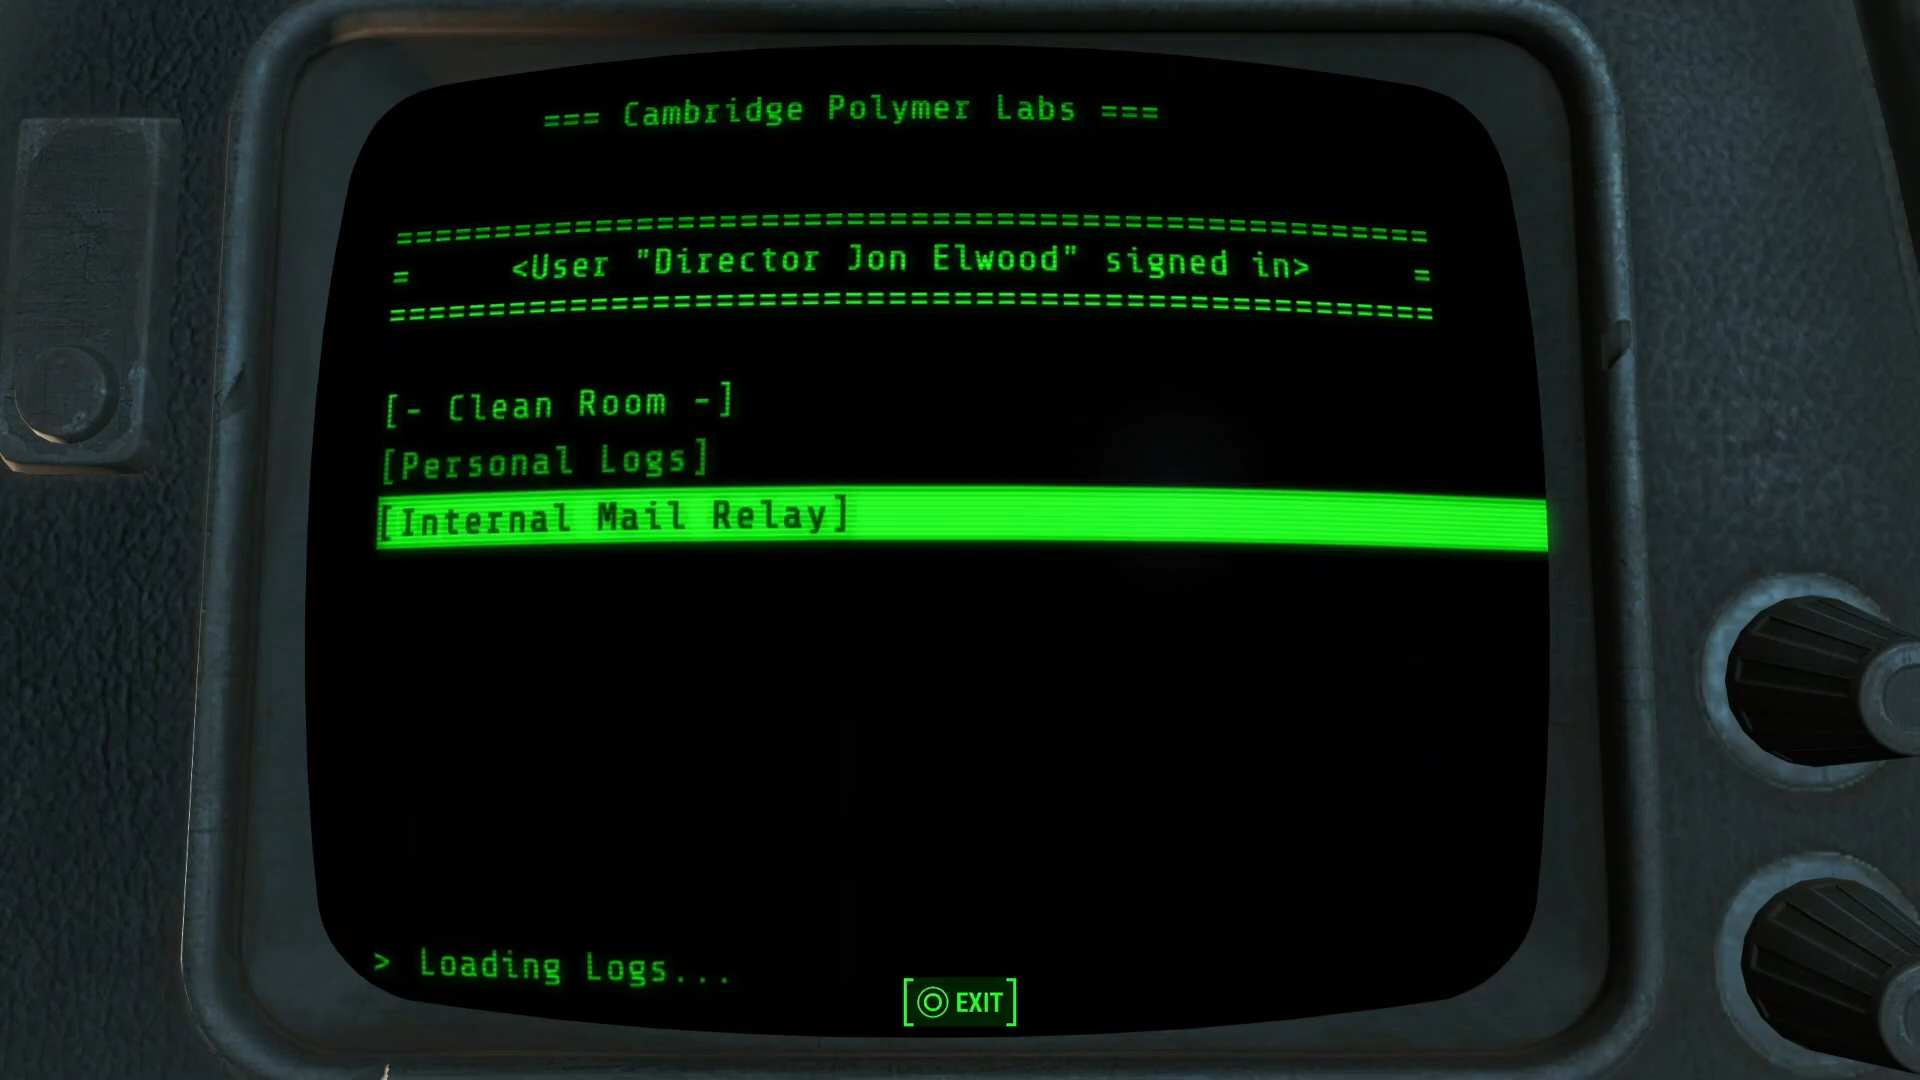 === Cambridge Polymer Labs ===
====================================================
= <User "Director Jon Elwood" signed in> =
====================================================
[- Clean Room -]
[Personal Logs]
[Internal Mail Relay]
> Loading Logs...
[EXIT]